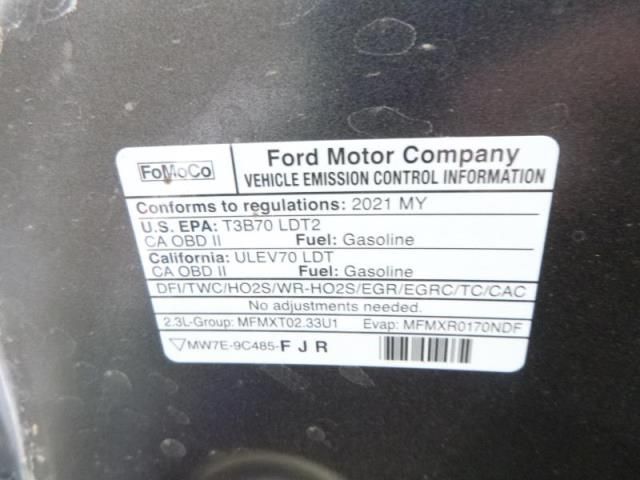 FoMoCo
Ford Motor Company
VEHICLE EMISSION CONTROL INFORMATION
Conforms to regulations: 2021 MY
U.S. EPA: T3B70 LDT2
CA OBD II Fuel: Gasoline
California: ULEV70 LDT
CA OBD II Fuel: Gasoline
DFI/TWC/HO2S/WR-HO2S/EGR/EGRC/TC/CAC
No adjustments needed.
2.3L-Group: MFMXT02.33U1 Evap: MFMXR0170NDF
MW7E-9C485-F J R